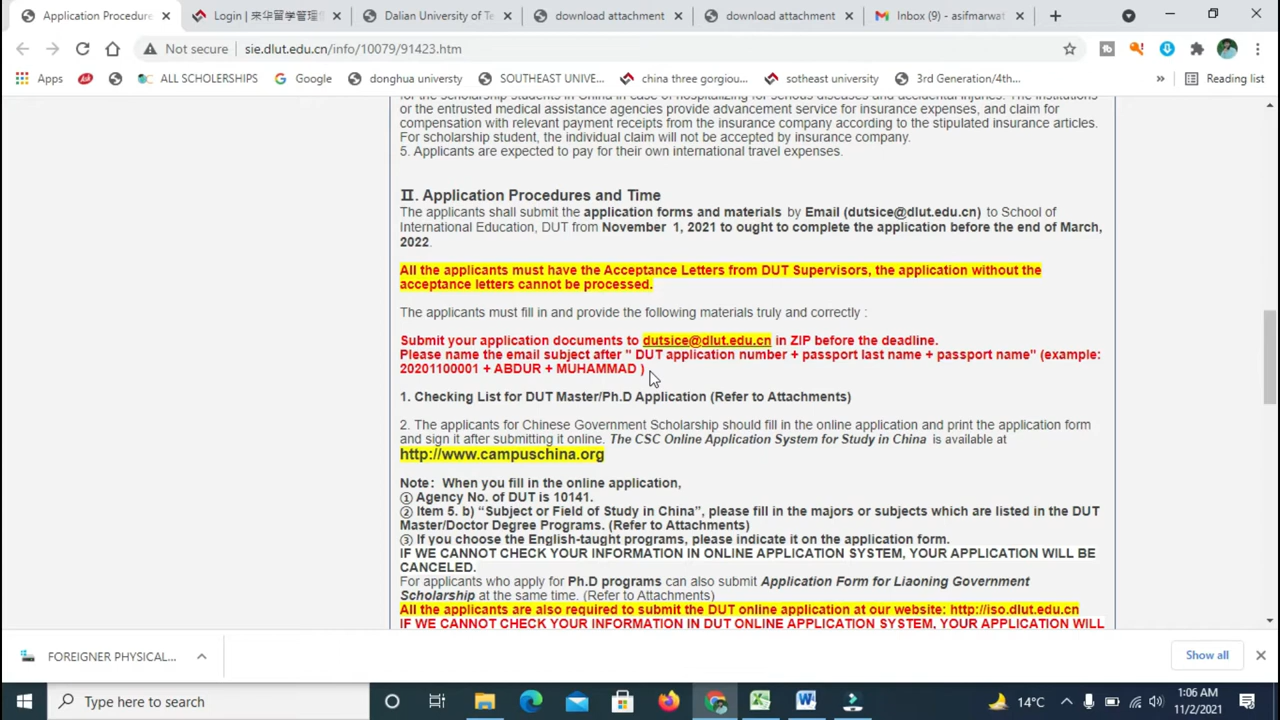 Application Procedure
Login | 来华留学管理
Dalian University of Te
download attachment
download attachment
Inbox (9) - asifmarwat
Not secure
sie.dlut.edu.cn/info/10079/91423.htm
Apps
ALL SCHOLARSHIPS
Google
donghua university
SOUTHEAST UNIVE...
china three gorgiou...
sotheast university
3rd Generation/4th...
»
Reading list
or the entrusted medical assistance agencies provide advancement service for insurance expenses, and claim for
compensation with relevant payment receipts from the insurance company according to the stipulated insurance articles.
For scholarship student, the individual claim will not be accepted by insurance company.
5. Applicants are expected to pay for their own international travel expenses.
Ⅱ. Application Procedures and Time
The applicants shall submit the application forms and materials by Email (dutsice@dlut.edu.cn) to School of
International Education, DUT from November 1, 2021 to ought to complete the application before the end of March,
2022.
All the applicants must have the Acceptance Letters from DUT Supervisors, the application without the
acceptance letters cannot be processed.
The applicants must fill in and provide the following materials truly and correctly :
Submit your application documents to dutsice@dlut.edu.cn in ZIP before the deadline.
Please name the email subject after " DUT application number + passport last name + passport name" (example:
20201100001 + ABDUR + MUHAMMAD )
1. Checking List for DUT Master/Ph.D Application (Refer to Attachments)
2. The applicants for Chinese Government Scholarship should fill in the online application and print the application form
and sign it after submitting it online. The CSC Online Application System for Study in China is available at
http://www.campuschina.org
Note: When you fill in the online application,
① Agency No. of DUT is 10141.
② Item 5. b) “Subject or Field of Study in China”, please fill in the majors or subjects which are listed in the DUT
Master/Doctor Degree Programs. (Refer to Attachments)
③ If you choose the English-taught programs, please indicate it on the application form.
IF WE CANNOT CHECK YOUR INFORMATION IN ONLINE APPLICATION SYSTEM, YOUR APPLICATION WILL BE
CANCELED.
For applicants who apply for Ph.D programs can also submit Application Form for Liaoning Government
Scholarship at the same time. (Refer to Attachments)
All the applicants are also required to submit the DUT online application at our website: http://iso.dlut.edu.cn
IF WE CANNOT CHECK YOUR INFORMATION IN DUT ONLINE APPLICATION SYSTEM, YOUR APPLICATION WILL
FOREIGNER PHYSICAL...
Show all
Type here to search
14°C
1:06 AM
11/2/2021